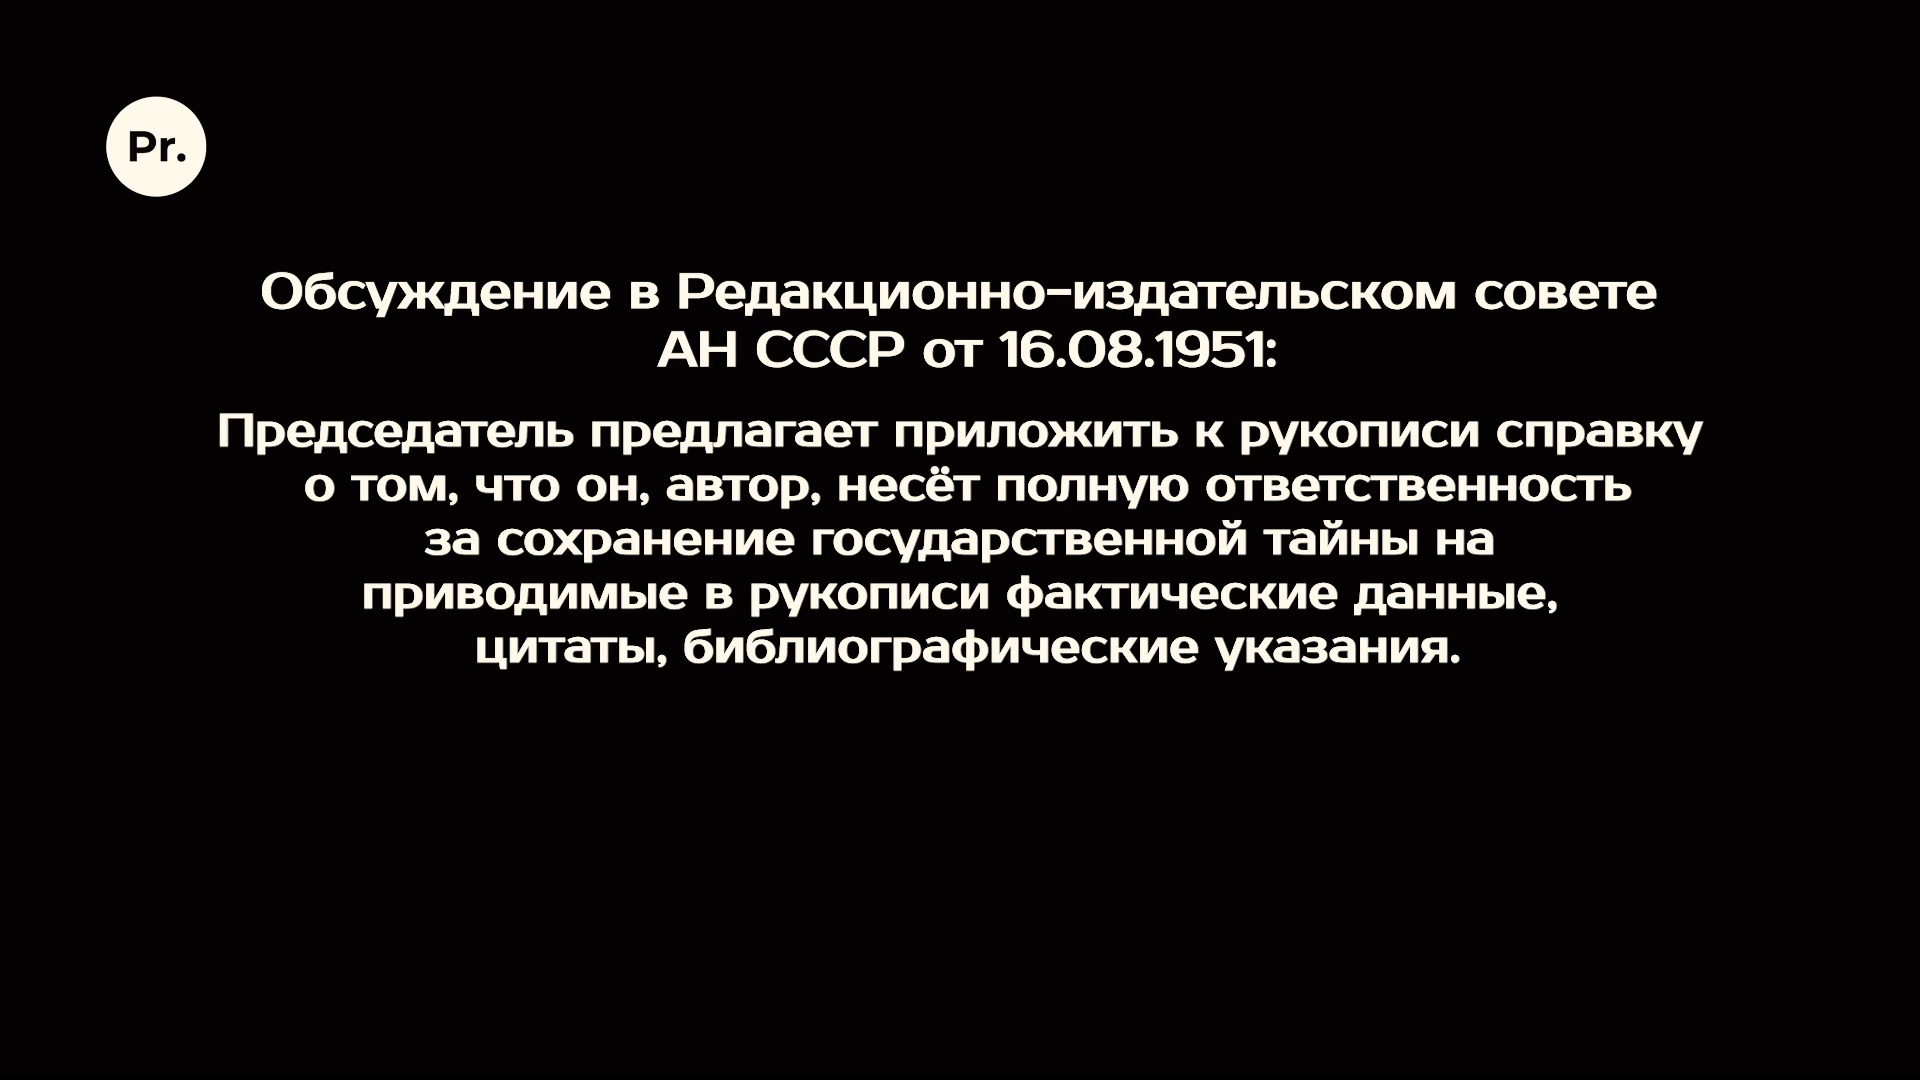 Pr.
Обсуждение в Редакционно-издательском совете
АН СССР от 16.08.1951:
Председатель предлагает приложить к рукописи справку
о том, что он, автор, несёт полную ответственность
за сохранение государственной тайны на
приводимые в рукописи фактические данные,
цитаты, библиографические указания.